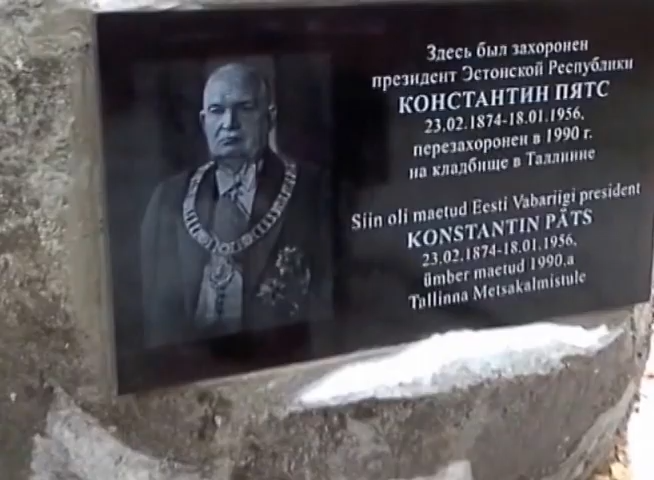 Здесь был захоронен
президент Эстонской Республики
КОНСТАНТИН ПЯТС
23.02.1874-18.01.1956,
перезахоронен в 1990 г.
на кладбище в Таллинне
Siin oli maetud Eesti Vabariigi president
KONSTANTIN PÄTS
23.02.1874-18.01.1956,
ümber maetud 1990.a
Tallinna Metsakalmistule